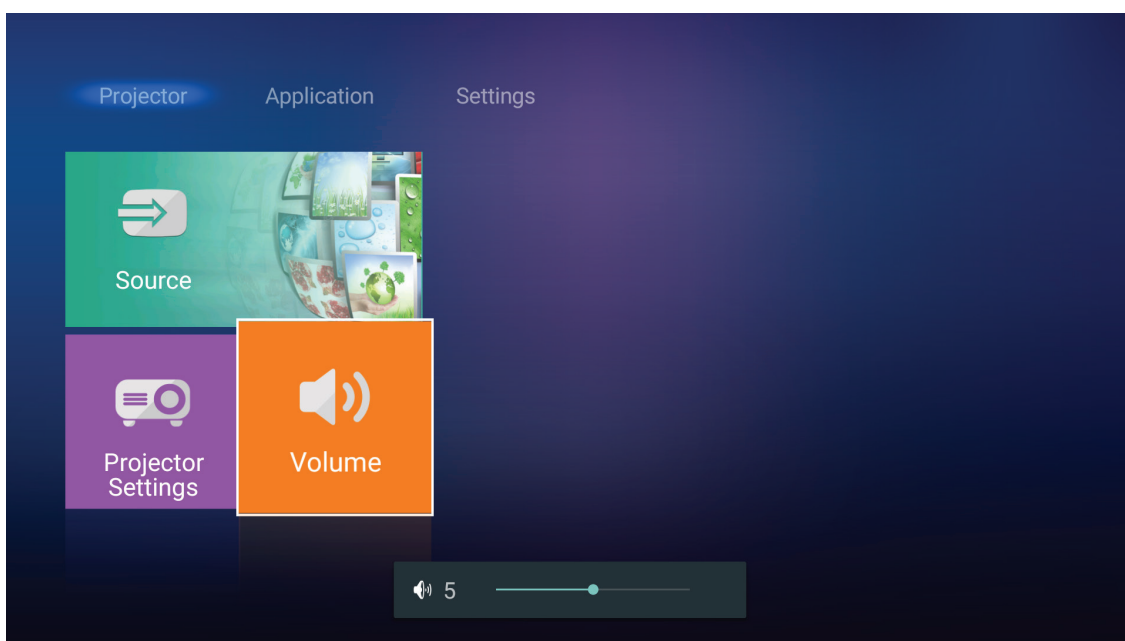 Projector Application Settings
Source
Projector
Settings
Volume
5